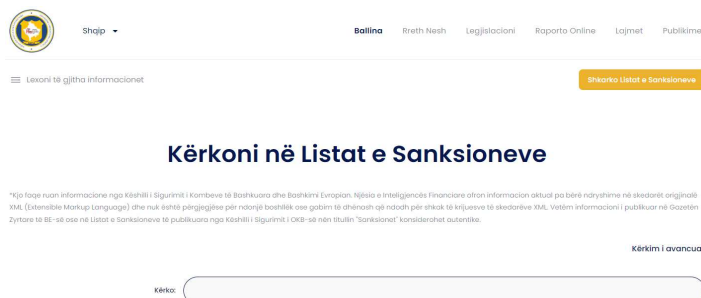 Shqip
Ballina Rreth Nesh Legjislacioni Raporto Online Lajmet Publikime
Lexoni të gjitha informacionet
Shkarko Listat e Sanksioneve
Kërkoni në Listat e Sanksioneve
*Kjo faqe ruan informacione nga Këshilli i Sigurimit i Kombeve të Bashkuara dhe Bashkimi Evropian. Njësia e Inteligjencës Financiare ofron informacion aktual pa bërë ndryshime në skedarët origjinalë
XML (Extensible Markup Language) dhe nuk është përgjegjëse për ndonjë boshllëk ose gabim të dhënash që ndodh për shkak të krijuesve të skedarëve XML. Vetëm informacioni i publikuar në Gazetën
Zyrtare të BE-së ose në Listat e Sanksioneve të publikuara nga Këshilli i Sigurimit të OKB-së nën titullin "Sanksionet" konsiderohet autentike.
Kërkim i avancua
Kërko: